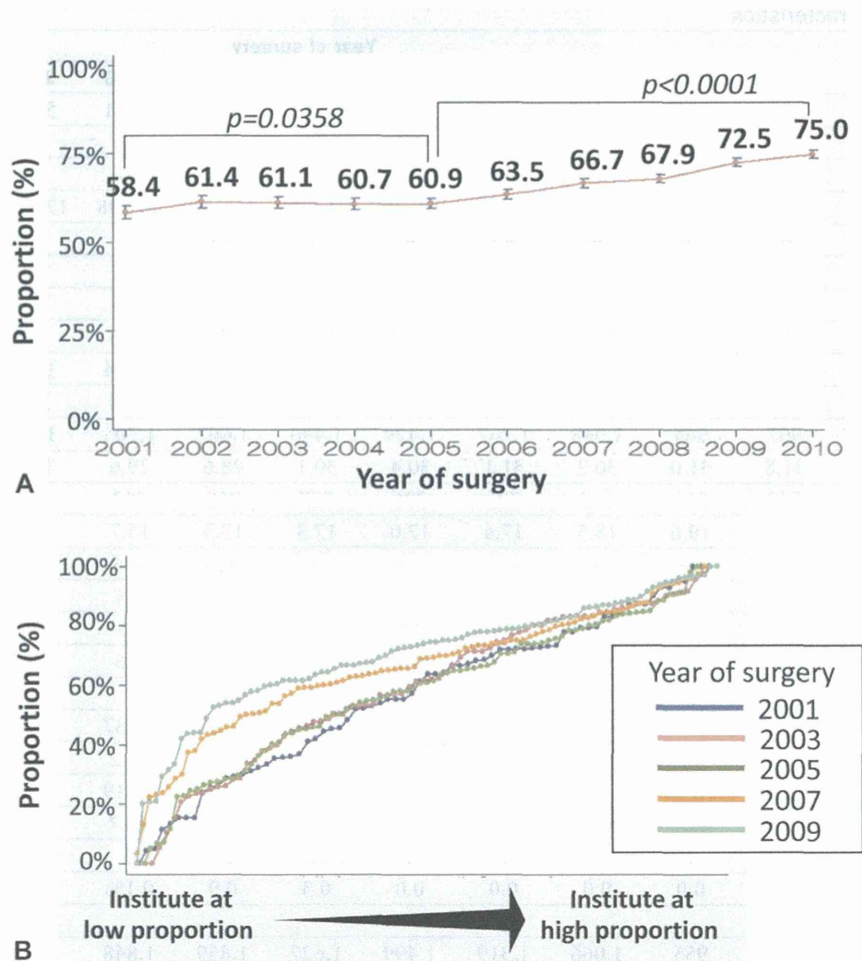 100%
75%
50%
25%
0%
Proportion (%)
p=0.0358
p<0.0001
58.4
61.4
61.1
60.7
60.9
63.5
66.7
67.9
72.5
75.0
2001 2002 2003 2004 2005 2006 2007 2008 2009 2010
Year of surgery
A
100%
80%
60%
40%
20%
0%
Proportion (%)
Year of surgery
2001
2003
2005
2007
2009
Institute at
low proportion
Institute at
high proportion
B